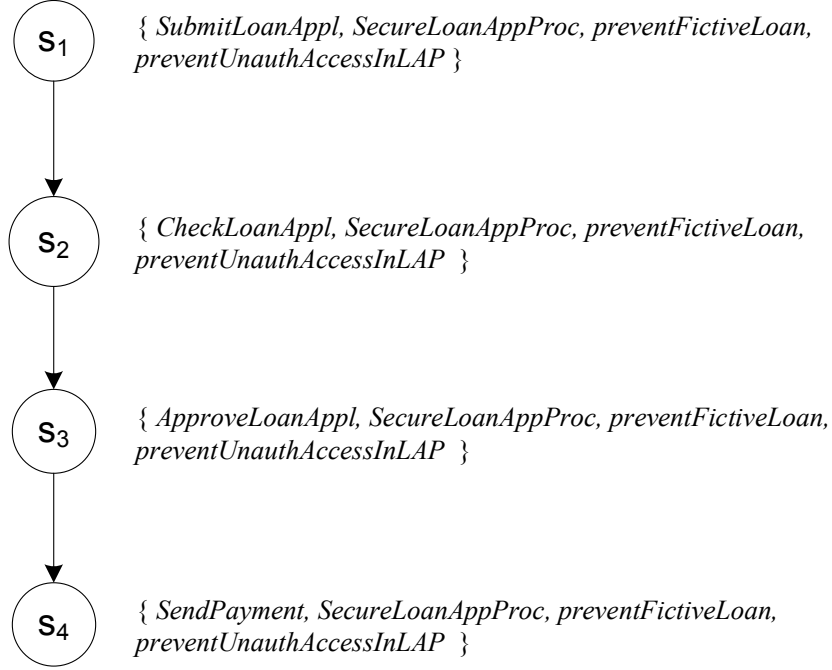 s₁
{ SubmitLoanAppl, SecureLoanAppProc, preventFictiveLoan,
preventUnauthAccessInLAP }
s₂
{ CheckLoanAppl, SecureLoanAppProc, preventFictiveLoan,
preventUnauthAccessInLAP }
s₃
{ ApproveLoanAppl, SecureLoanAppProc, preventFictiveLoan,
preventUnauthAccessInLAP }
s₄
{ SendPayment, SecureLoanAppProc, preventFictiveLoan,
preventUnauthAccessInLAP }